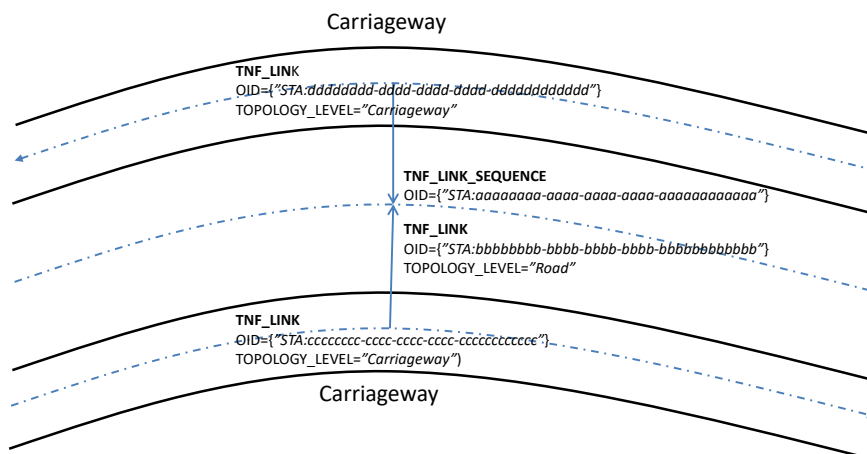 Carriageway
TNF_LINK
OID={"STA:dddddddd-dddd-dddd-dddd-dddddddddddd"}
TOPOLOGY_LEVEL="Carriageway"
TNF_LINK_SEQUENCE
OID={"STA:aaaaaaaa-aaaa-aaaa-aaaa-aaaaaaaaaaaa"}
TNF_LINK
OID={"STA:bbbbbbbb-bbbb-bbbb-bbbb-bbbbbbbbbbbb"}
TOPOLOGY_LEVEL="Road"
TNF_LINK
OID={"STA:cccccccc-cccc-cccc-cccc-cccccccccccc"}
TOPOLOGY_LEVEL="Carriageway")
Carriageway